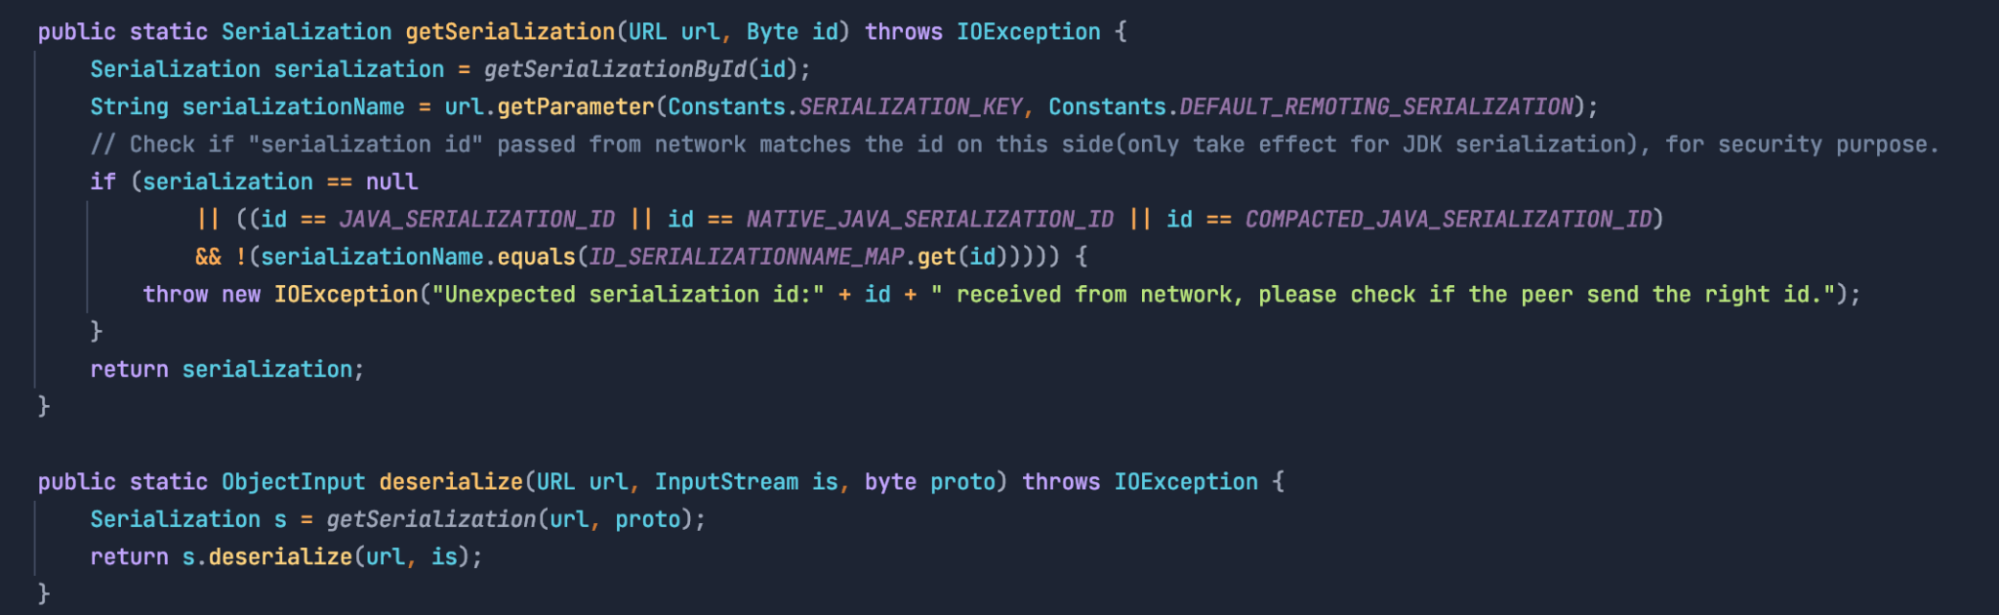 public static Serialization getSerialization(URL url, Byte id) throws IOException {
Serialization serialization = getSerializationById(id);
String serializationName = url.getParameter(Constants.SERIALIZATION_KEY, Constants.DEFAULT_REMOTING_SERIALIZATION);
// Check if "serialization id" passed from network matches the id on this side(only take effect for JDK serialization), for security purpose.
if (serialization == null
|| ((id == JAVA_SERIALIZATION_ID || id == NATIVE_JAVA_SERIALIZATION_ID || id == COMPACTED_JAVA_SERIALIZATION_ID)
&& !(serializationName.equals(ID_SERIALIZATIONNAME_MAP.get(id))))) {
throw new IOException("Unexpected serialization id:" + id + " received from network, please check if the peer send the right id.");
}
return serialization;
}
public static ObjectInput deserialize(URL url, InputStream is, byte proto) throws IOException {
Serialization s = getSerialization(url, proto);
return s.deserialize(url, is);
}